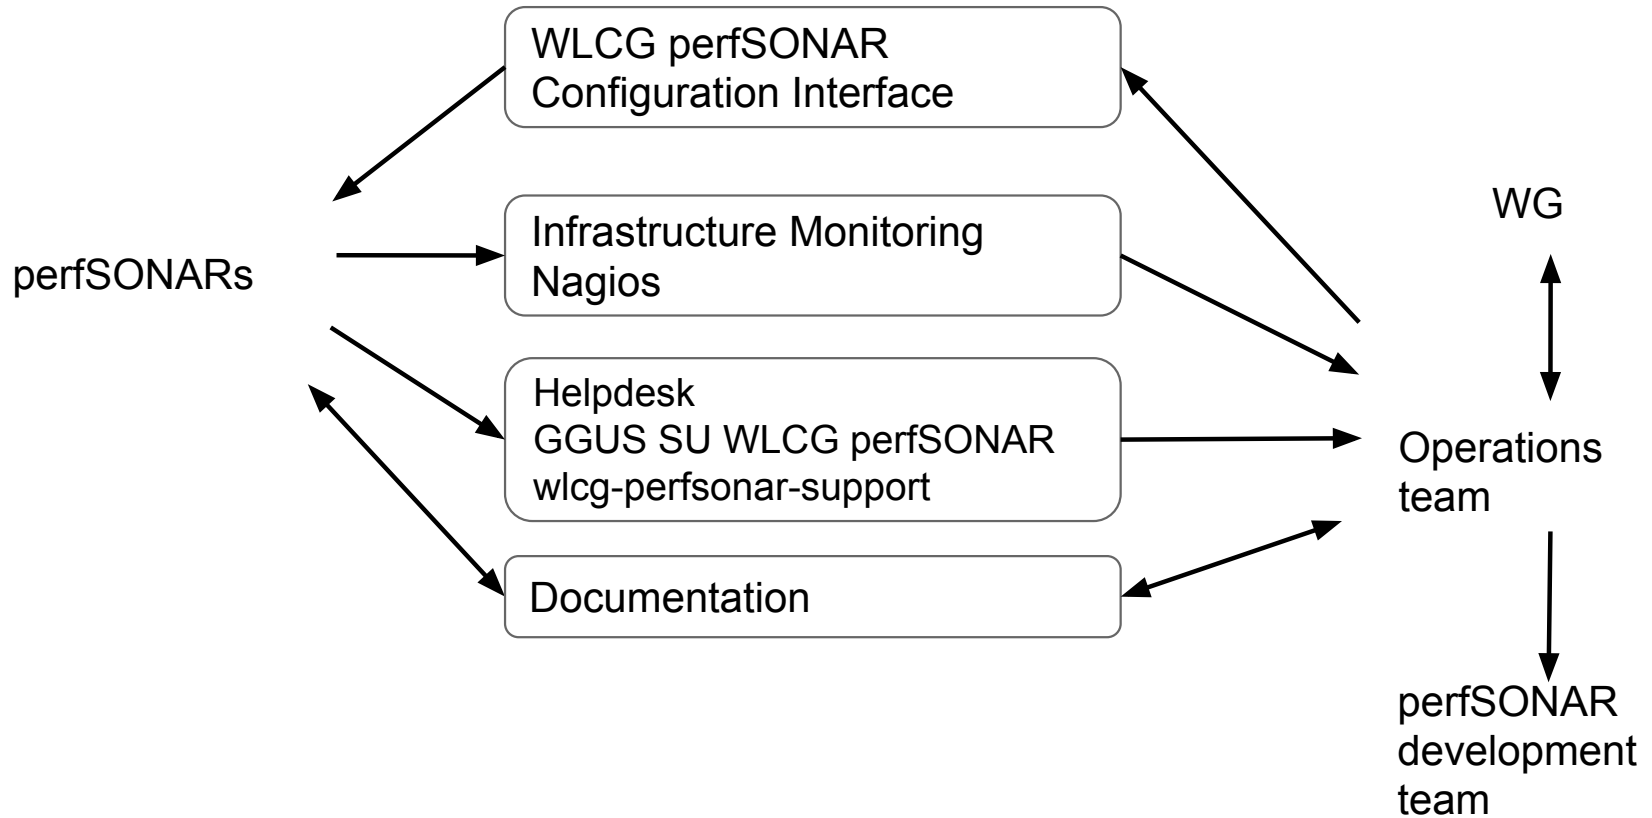 WLCG perfSONAR
Configuration Interface
WG
Infrastructure Monitoring
Nagios
perfSONARs
Helpdesk
GGUS SU WLCG perfSONAR
wlcg-perfsonar-support
Operations
team
Documentation
perfSONAR
development
team